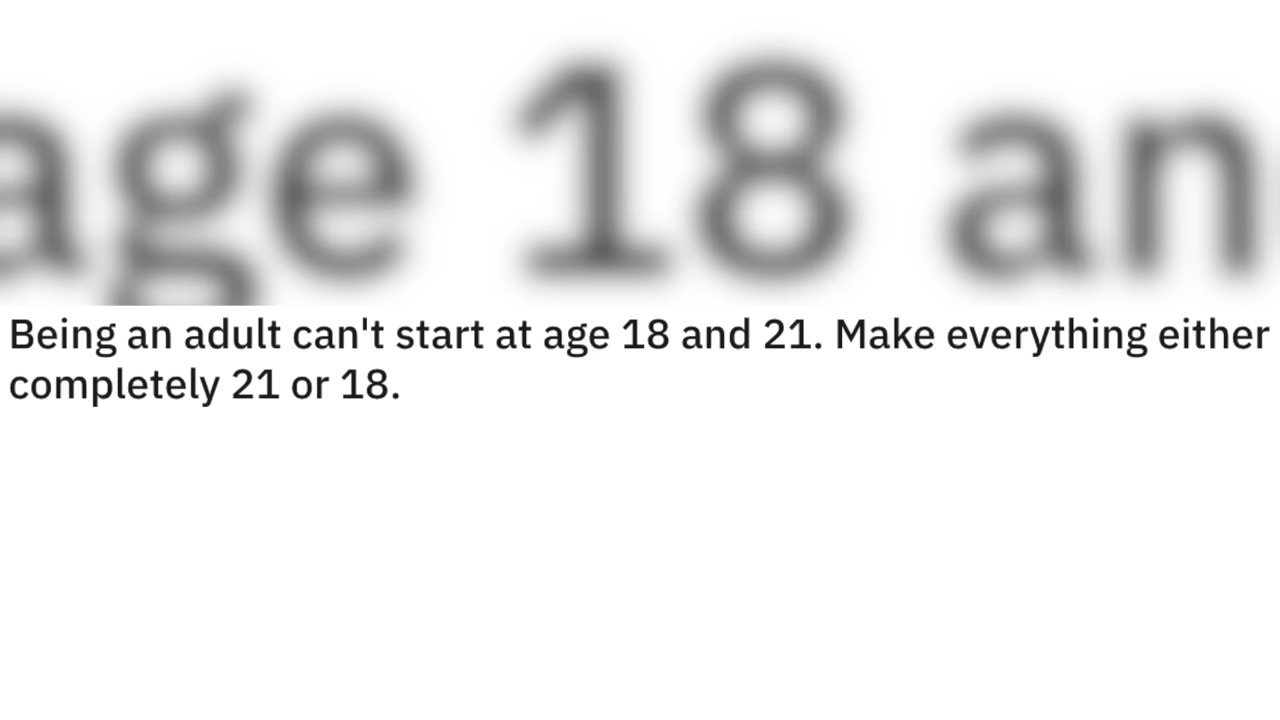 age 18 an
Being an adult can't start at age 18 and 21. Make everything either
completely 21 or 18.